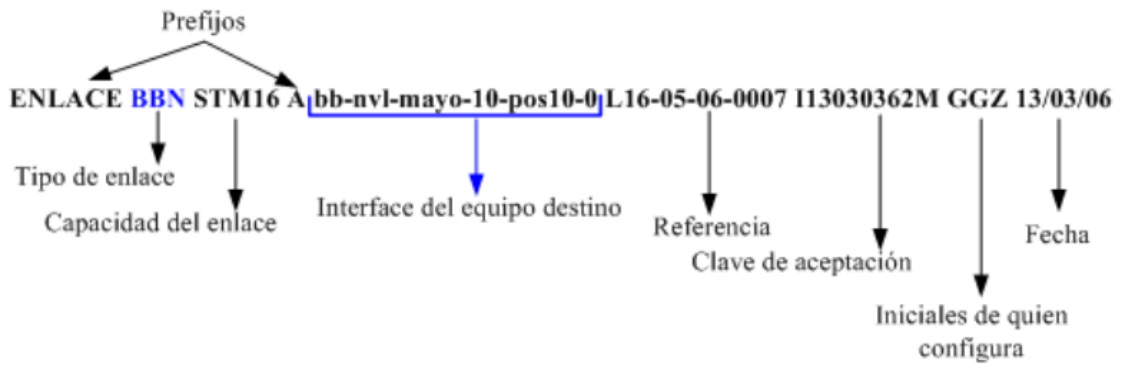 Prefijos
ENLACE BBN STM16 A bb-nvl-mayo-10-pos10-0 L16-05-06-0007 I13030362M GGZ 13/03/06
Tipo de enlace
Capacidad del enlace
Interface del equipo destino
Referencia
Clave de aceptación
Fecha
Iniciales de quien
configura